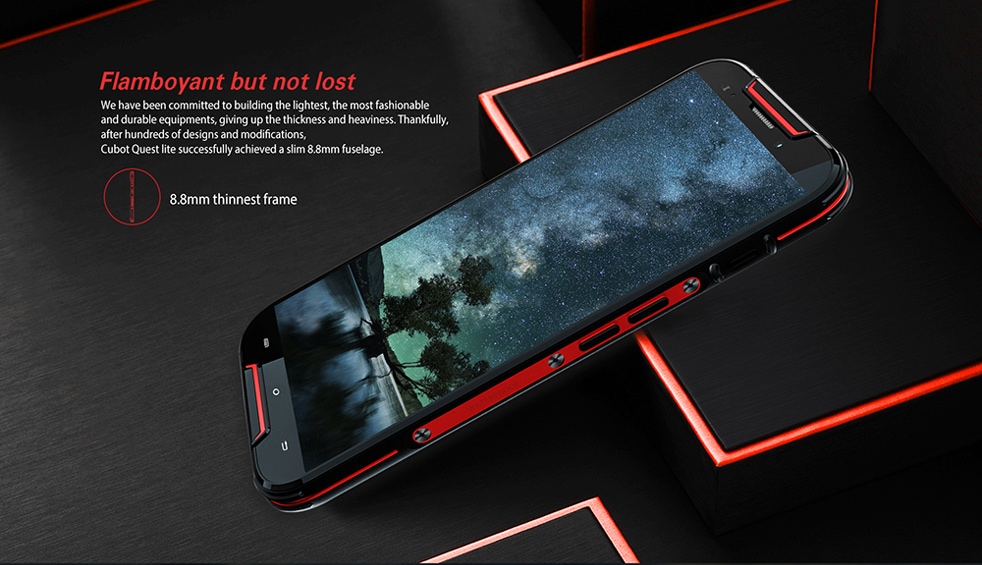 Flamboyant but not lost
We have been committed to building the lightest, the most fashionable
and durable equipments, giving up the thickness and heaviness. Thankfully,
after hundreds of designs and modifications,
Cubot Quest lite successfully achieved a slim 8.8mm fuselage.
8.8mm thinnest frame